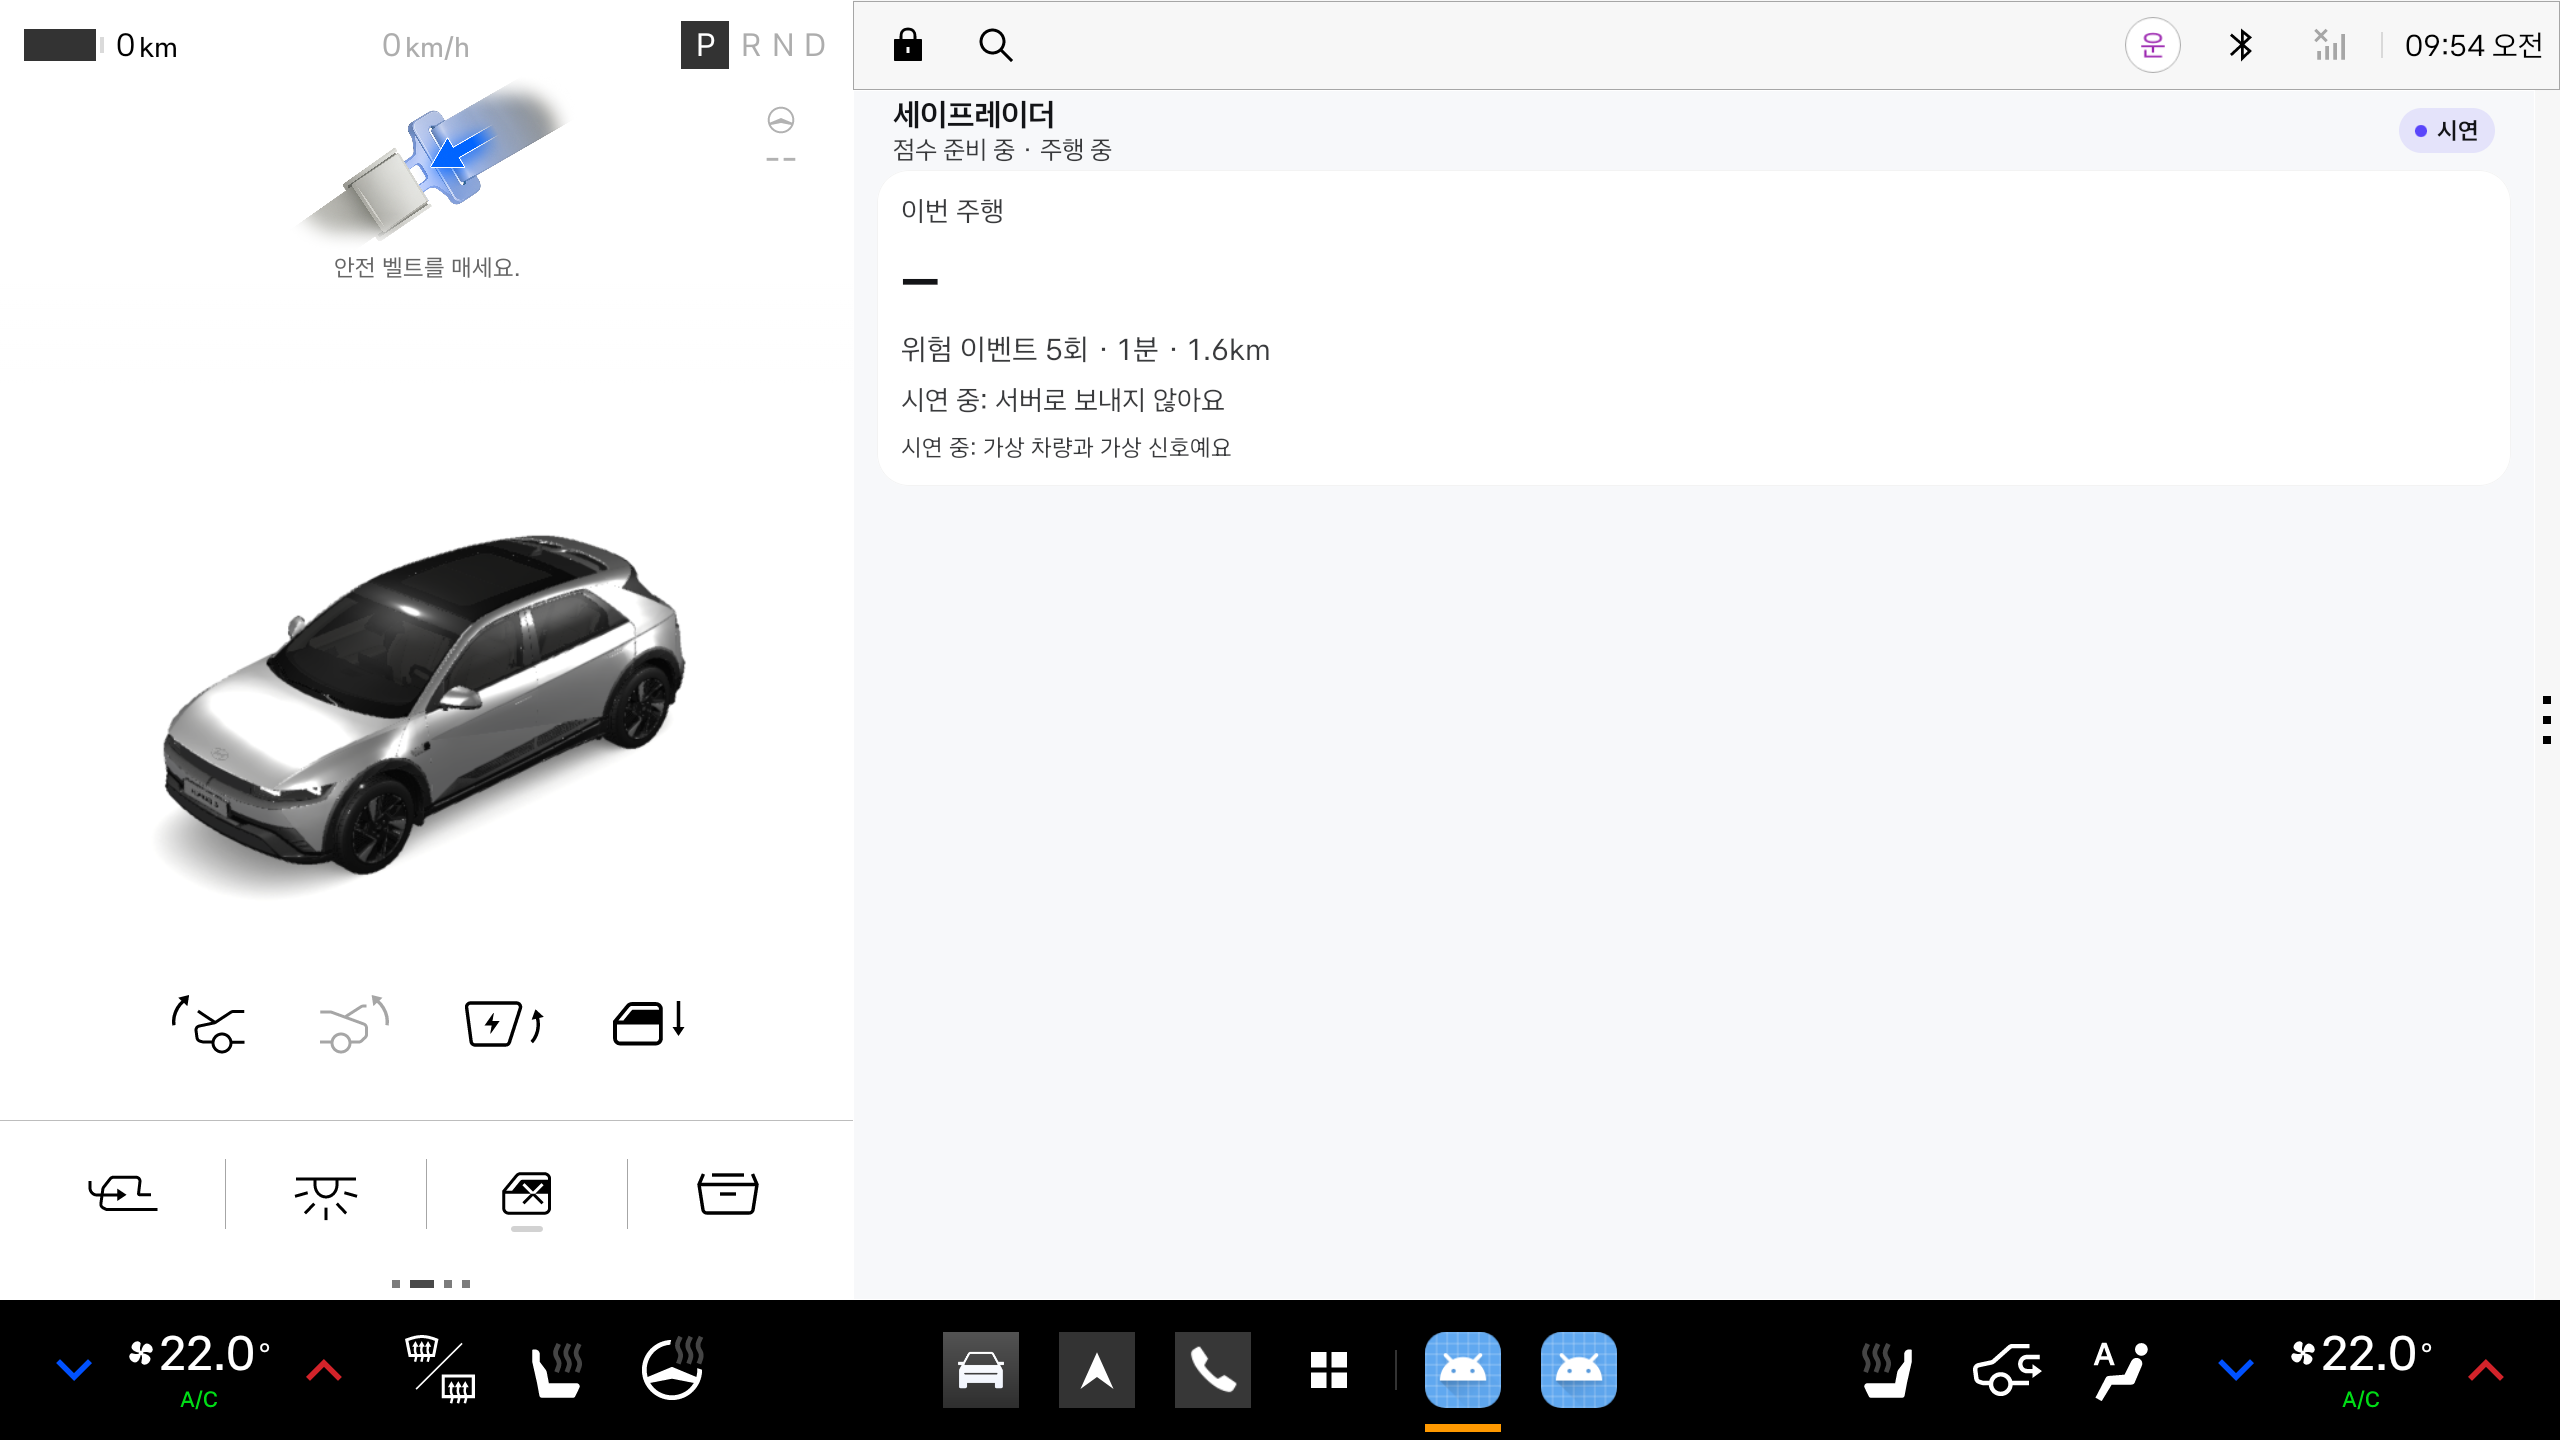 0 km
0 km/h
P R N D
안전 벨트를 매세요.
운
09:54 오전
세이프레이더
점수 준비 중 · 주행 중
시연
이번 주행
–
위험 이벤트 5회 · 1분 · 1.6km
시연 중: 서버로 보내지 않아요
시연 중: 가상 차량과 가상 신호예요
22.0°
A/C
A
22.0°
A/C